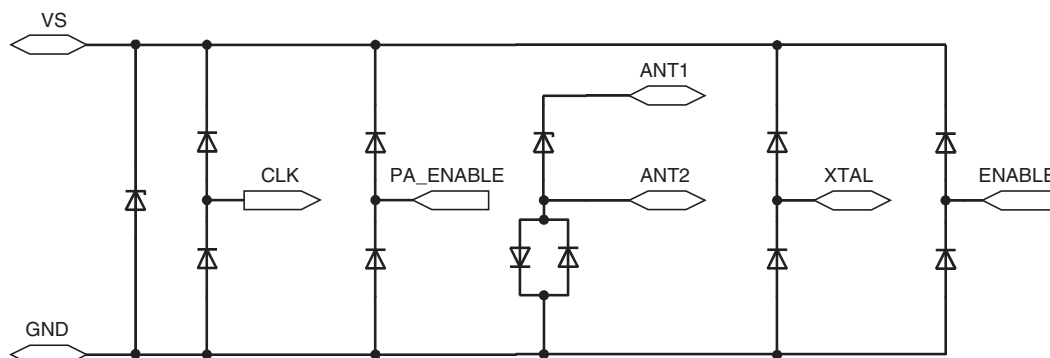 VS
ANT1
CLK
PA_ENABLE
ANT2
XTAL
ENABLE
GND